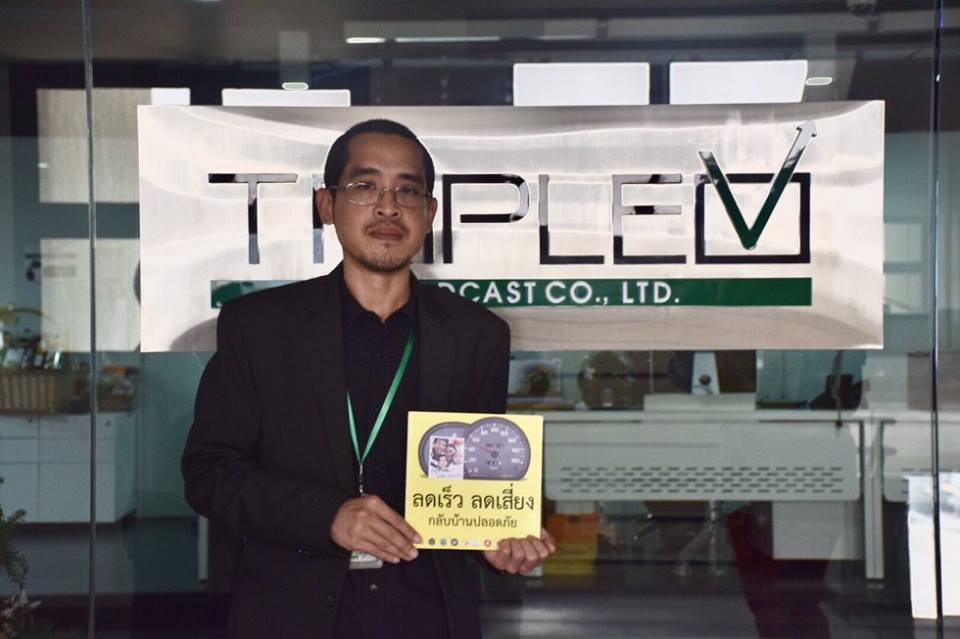 TRIPLE V
DCAST CO., LTD.
ลดเร็ว ลดเสี่ยง
กลับบ้านปลอดภัย